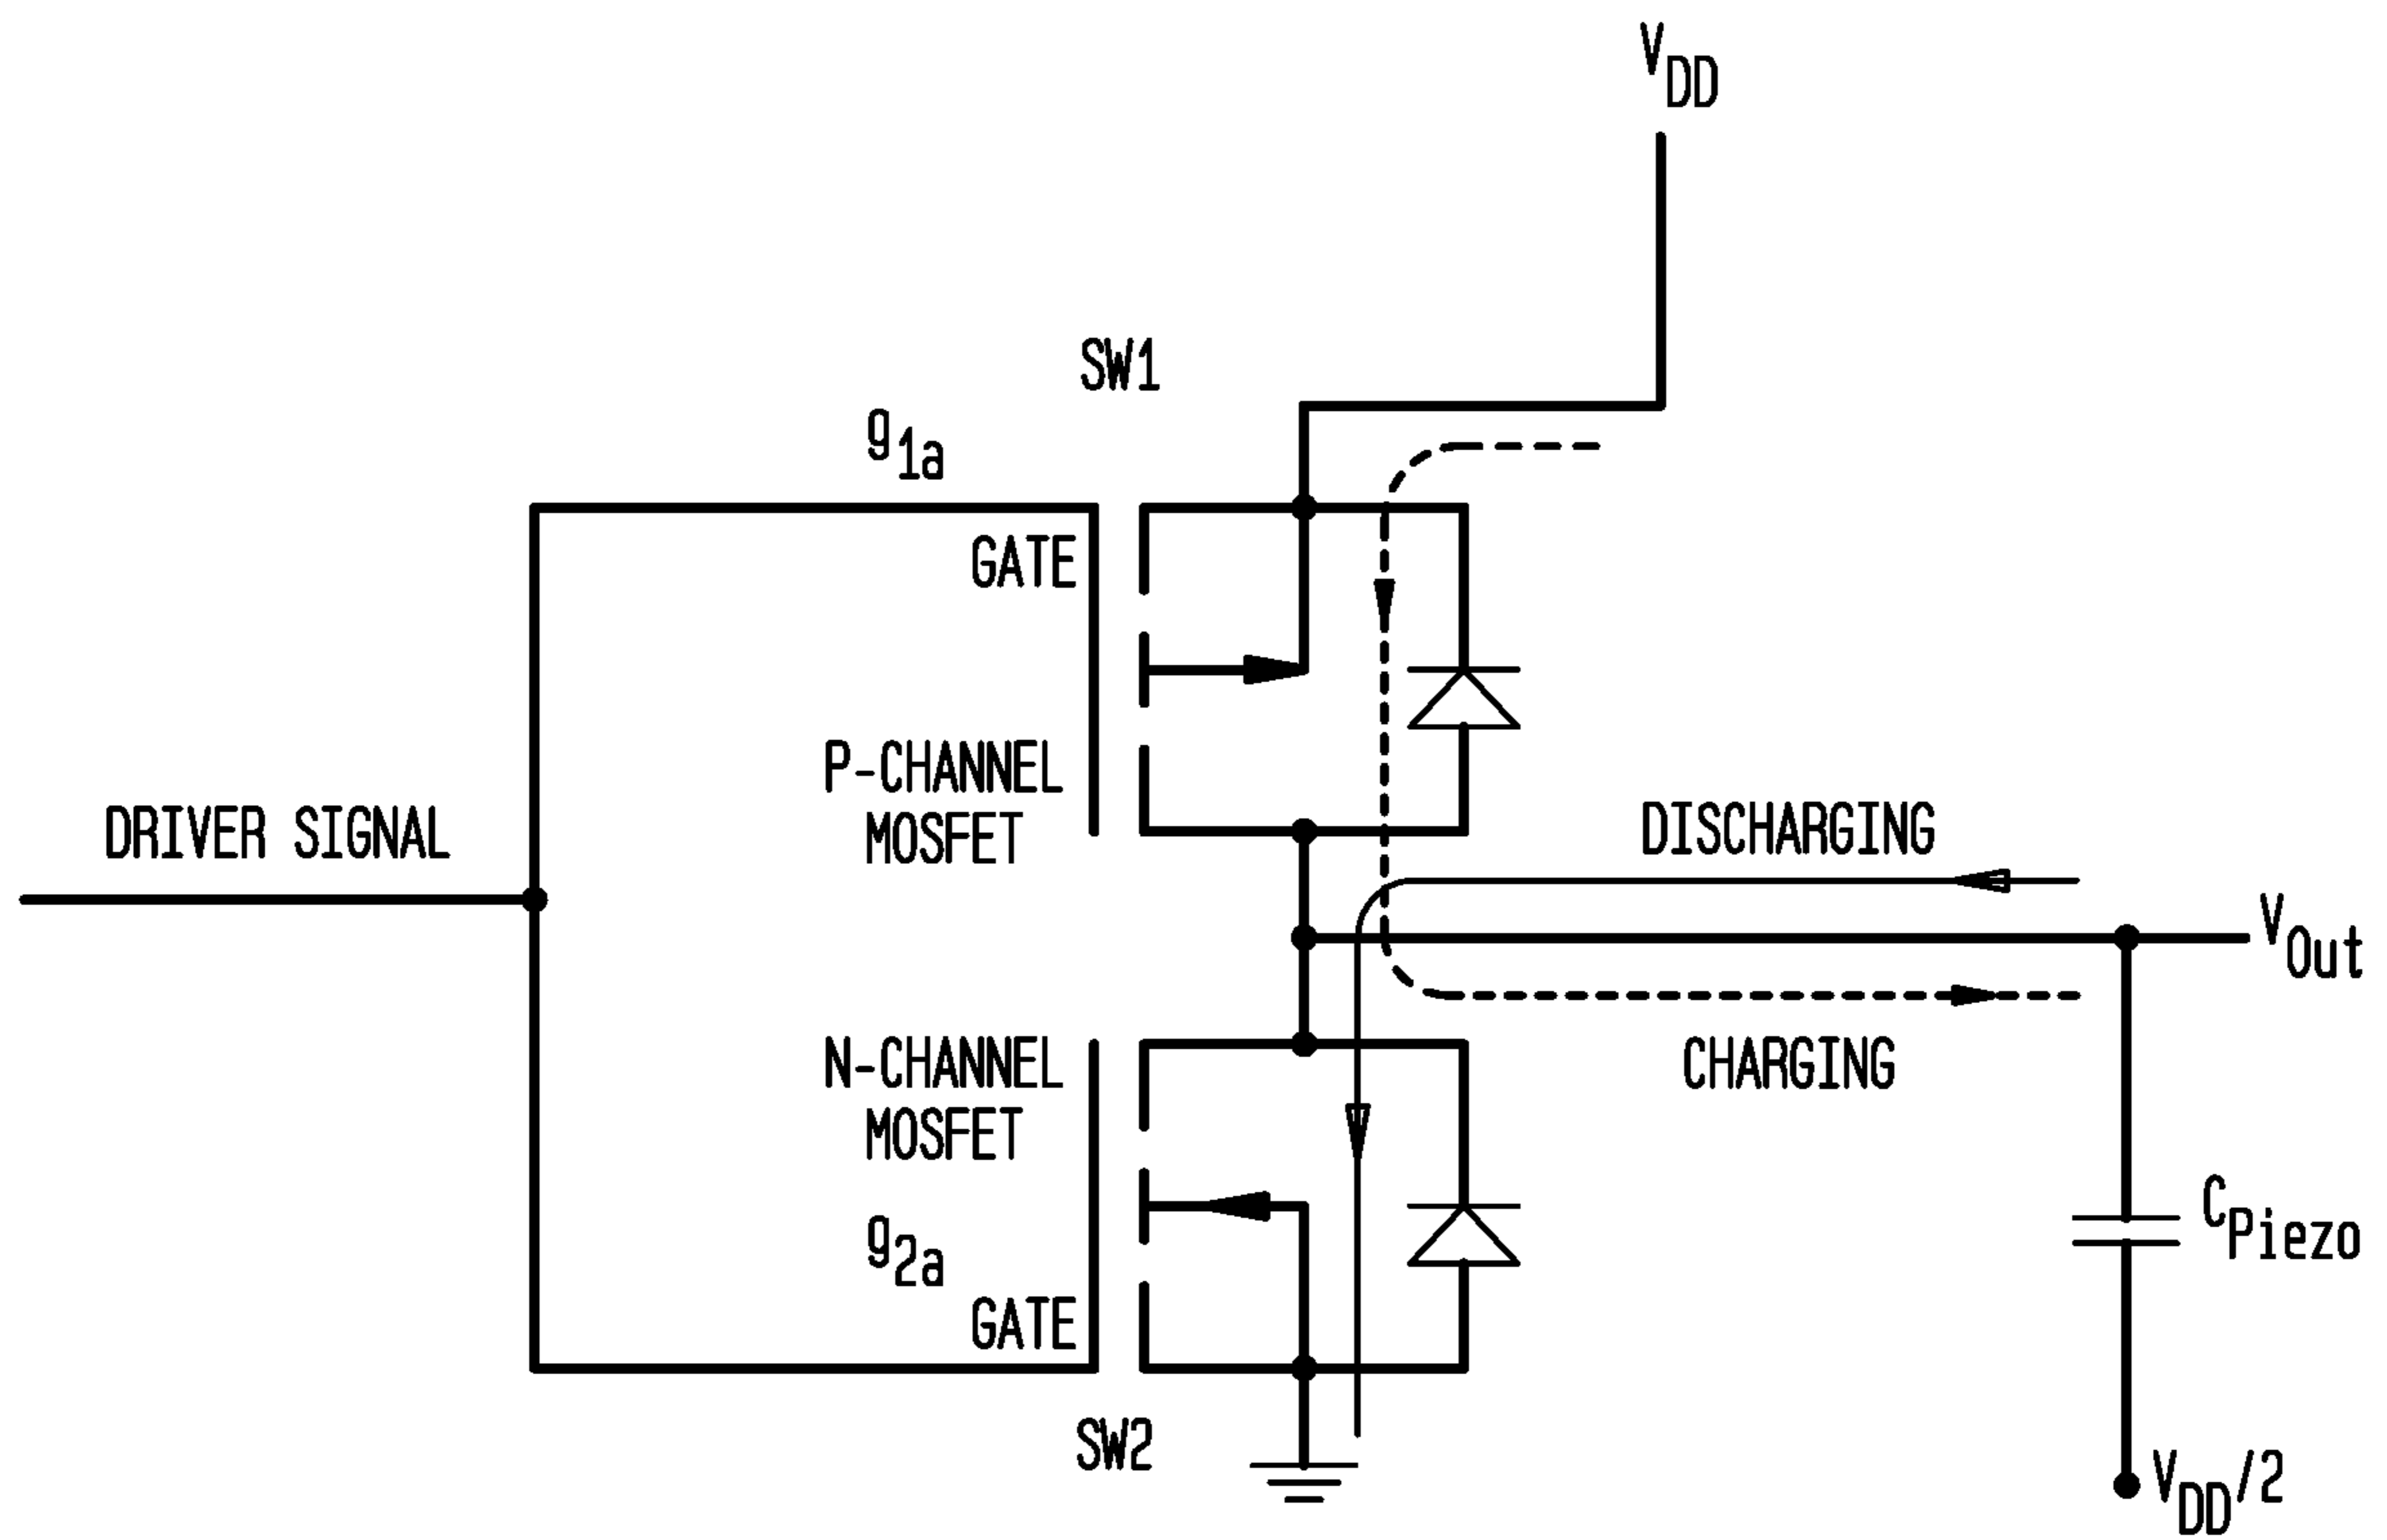 VDD
SW1
g1a
GATE
P-CHANNEL
MOSFET
DRIVER SIGNAL
DISCHARGING
VOut
CHARGING
N-CHANNEL
MOSFET
g2a
GATE
CPiezo
SW2
VDD/2